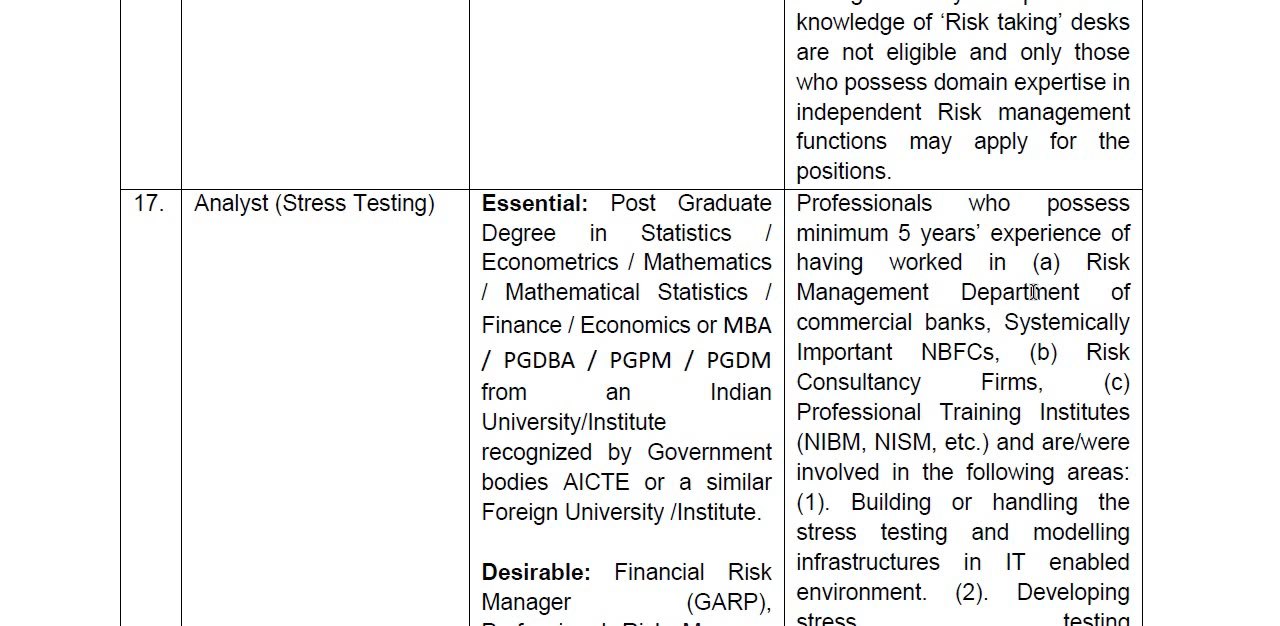 knowledge of ‘Risk taking’ desks
are not eligible and only those
who possess domain expertise in
independent Risk management
functions may apply for the
positions.
17.
Analyst (Stress Testing)
Essential: Post Graduate
Degree in Statistics /
Econometrics / Mathematics
/ Mathematical Statistics /
Finance / Economics or MBA
/ PGDBA / PGPM / PGDM
from an Indian
University/Institute
recognized by Government
bodies AICTE or a similar
Foreign University /Institute.
Desirable: Financial Risk
Manager (GARP),
Professionals who possess
minimum 5 years’ experience of
having worked in (a) Risk
Management Department of
commercial banks, Systemically
Important NBFCs, (b) Risk
Consultancy Firms, (c)
Professional Training Institutes
(NIBM, NISM, etc.) and are/were
involved in the following areas:
(1). Building or handling the
stress testing and modelling
infrastructures in IT enabled
environment. (2). Developing
stress testing